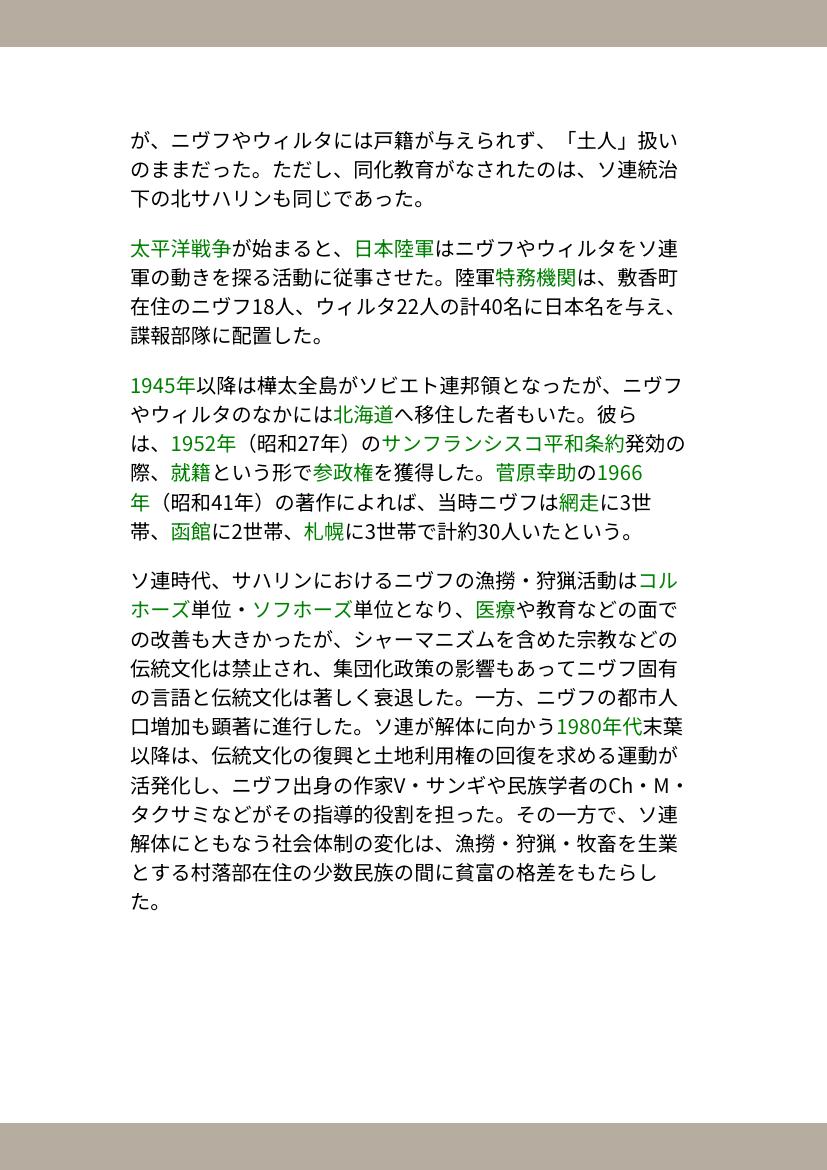 が、ニヴフやウィルタには戸籍が与えられず、「土人」扱い
のままだった。ただし、同化教育がなされたのは、ソ連統治
下の北サハリンも同じであった。
太平洋戦争が始まると、日本陸軍はニヴフやウィルタをソ連
軍の動きを探る活動に従事させた。陸軍特務機関は、敷香町
在住のニヴフ18人、ウィルタ22人の計40名に日本名を与え、
諜報部隊に配置した。
1945年以降は樺太全島がソビエト連邦領となったが、ニヴフ
やウィルタのなかには北海道へ移住した者もいた。彼ら
は、1952年（昭和27年）のサンフランシスコ平和条約発効の
際、就籍という形で参政権を獲得した。菅原幸助の1966
年（昭和41年）の著作によれば、当時ニヴフは網走に3世
帯、函館に2世帯、札幌に3世帯で計約30人いたという。
ソ連時代、サハリンにおけるニヴフの漁撈・狩猟活動はコル
ホーズ単位・ソフホーズ単位となり、医療や教育などの面で
の改善も大きかったが、シャーマニズムを含めた宗教などの
伝統文化は禁止され、集団化政策の影響もあってニヴフ固有
の言語と伝統文化は著しく衰退した。一方、ニヴフの都市人
口増加も顕著に進行した。ソ連が解体に向かう1980年代末葉
以降は、伝統文化の復興と土地利用権の回復を求める運動が
活発化し、ニヴフ出身の作家V・サンギや民族学者のCh・M・
タクサミなどがその指導的役割を担った。その一方で、ソ連
解体にともなう社会体制の変化は、漁撈・狩猟・牧畜を生業
とする村落部在住の少数民族の間に貧富の格差をもたらし
た。